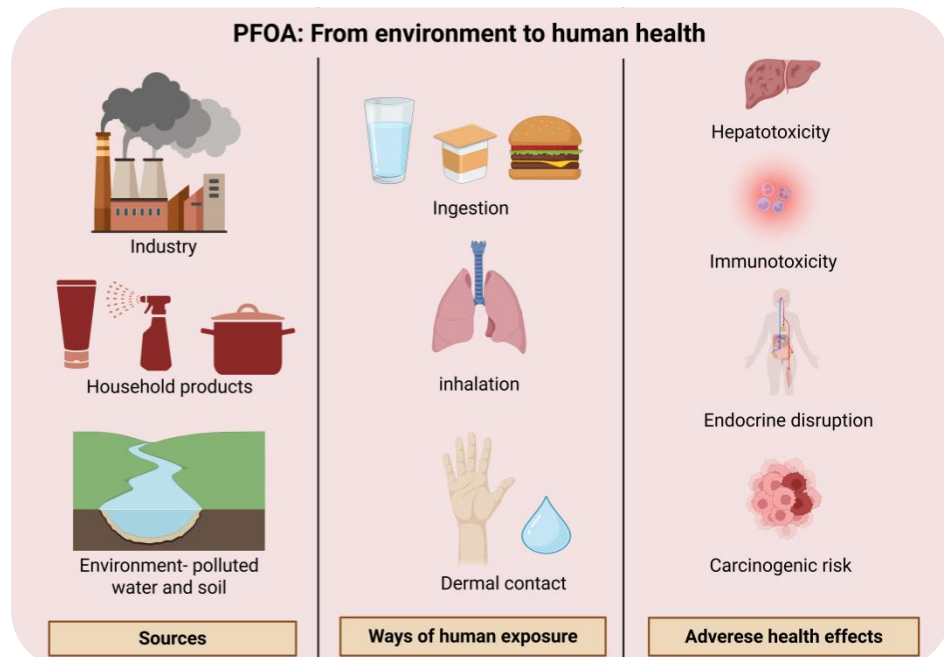 PFOA: From environment to human health
Industry
Household products
Environment- polluted
water and soil
Sources
Ingestion
inhalation
Dermal contact
Ways of human exposure
Hepatotoxicity
Immunotoxicity
Endocrine disruption
Carcinogenic risk
Adverese health effects